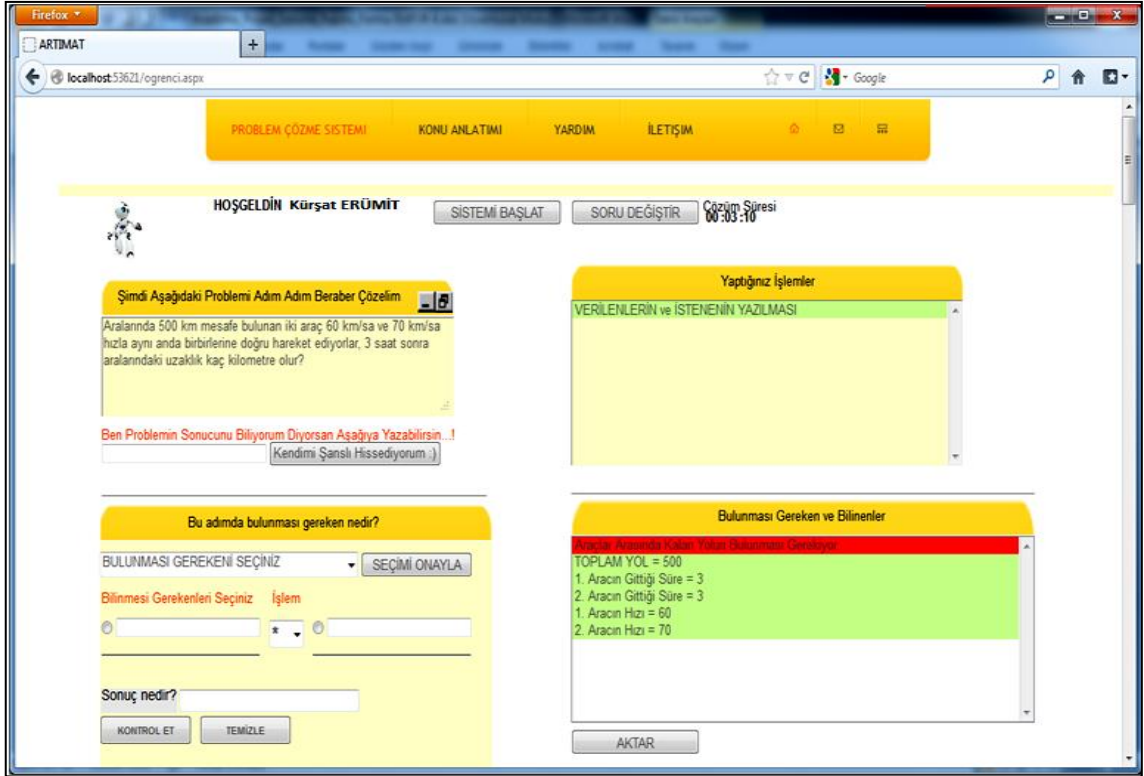 Firefox
ARTIMAT
localhost:53621/ogrenci.aspx
Google
PROBLEM ÇÖZME SISTEMI KONU ANLATIMI YARDIM İLETIŞIM
HOŞGELDİN Kürşat ERÜMİT
SİSTEMİ BAŞLAT
SORU DEĞİŞTİR
Çözüm Süresi
00:03:10
Şimdi Aşağıdaki Problemi Adım Adım Beraber Çözelim
Aralarında 500 km mesafe bulunan iki araç 60 km/sa ve 70 km/sa
hızla aynı anda birbirlerine doğru hareket ediyorlar, 3 saat sonra
aralarındaki uzaklık kaç kilometre olur?
Ben Problemin Sonucunu Biliyorum Diyorsan Aşağıya Yazabilirsin...!
Kendimi Şanslı Hissediyorum :)
Yaptığınız İşlemler
VERİLENLERİN ve İSTENENİN YAZILMASI
Bu adımda bulunması gereken nedir?
BULUNMASI GEREKENİ SEÇİNİZ
SEÇİMİ ONAYLA
Bilinmesi Gerekenleri Seçiniz İşlem
*
Sonuç nedir?
KONTROL ET
TEMİZLE
Bulunması Gereken ve Bilinenler
Araçlar Arasında Kalan Yolun Bulunması Gerekiyor
TOPLAM YOL = 500
1. Aracın Gittiği Süre = 3
2. Aracın Gittiği Süre = 3
1. Aracın Hızı = 60
2. Aracın Hızı = 70
AKTAR